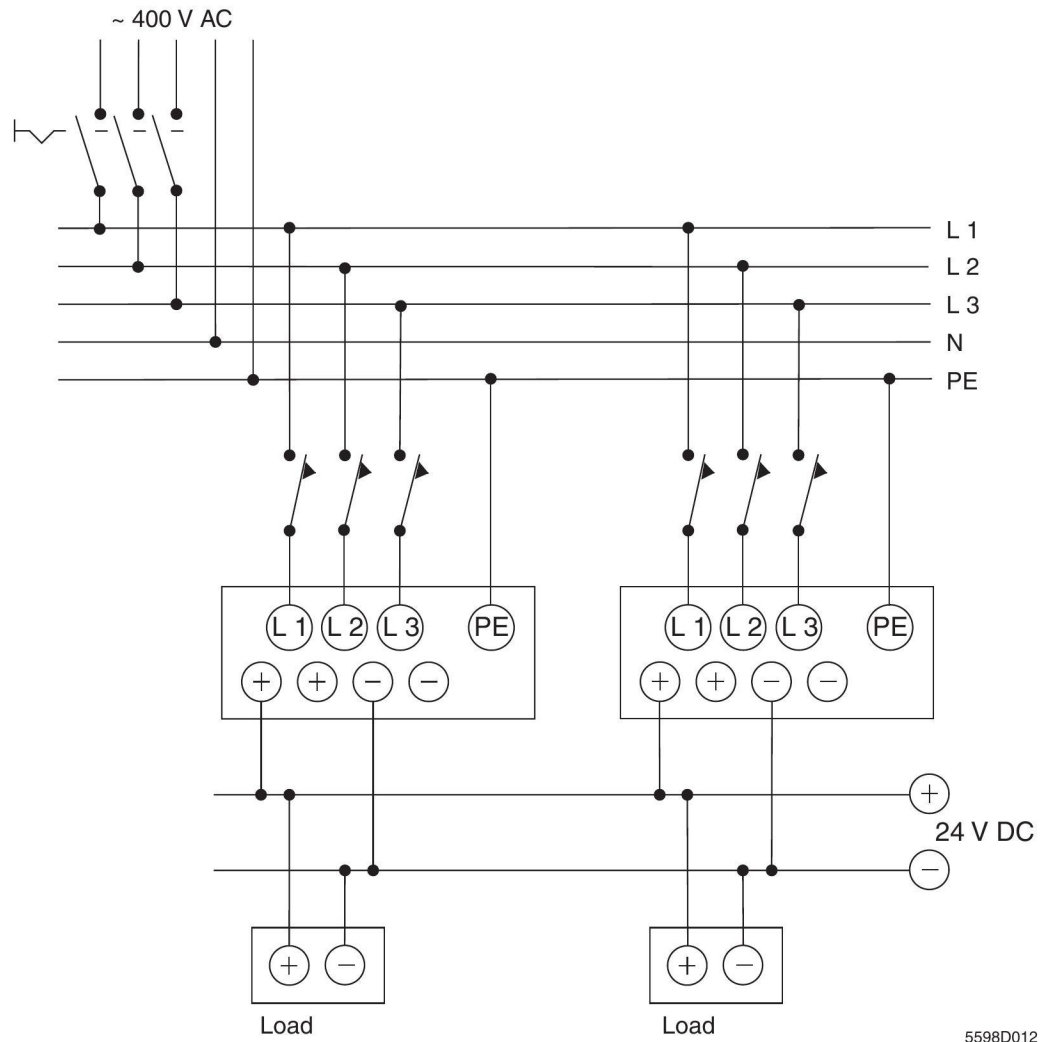 ~ 400 V AC
L 1
L 2
L 3
N
PE
L 1 L 2 L 3 PE
L 1 L 2 L 3 PE
+ + − −
+ + − −
+
24 V DC
−
+ −
+ −
Load
Load
5598D012